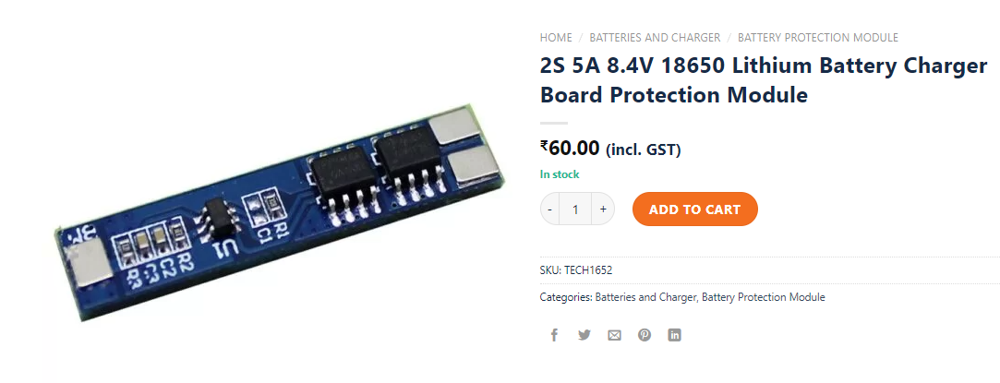 HOME / BATTERIES AND CHARGER / BATTERY PROTECTION MODULE
2S 5A 8.4V 18650 Lithium Battery Charger
Board Protection Module
₹60.00 (incl. GST)
In stock
- 1 +
ADD TO CART
SKU: TECH1652
Categories: Batteries and Charger, Battery Protection Module
R1
C1
U1
R2
C2
C3
R3